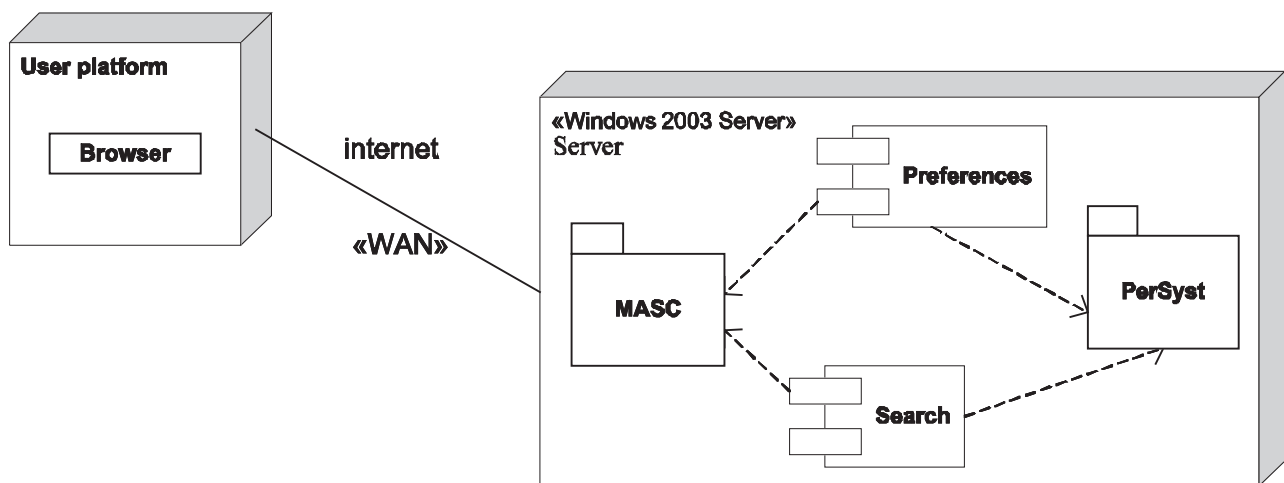 User platform
Browser
internet
«WAN»
«Windows 2003 Server»
Server
Preferences
MASC
PerSyst
Search